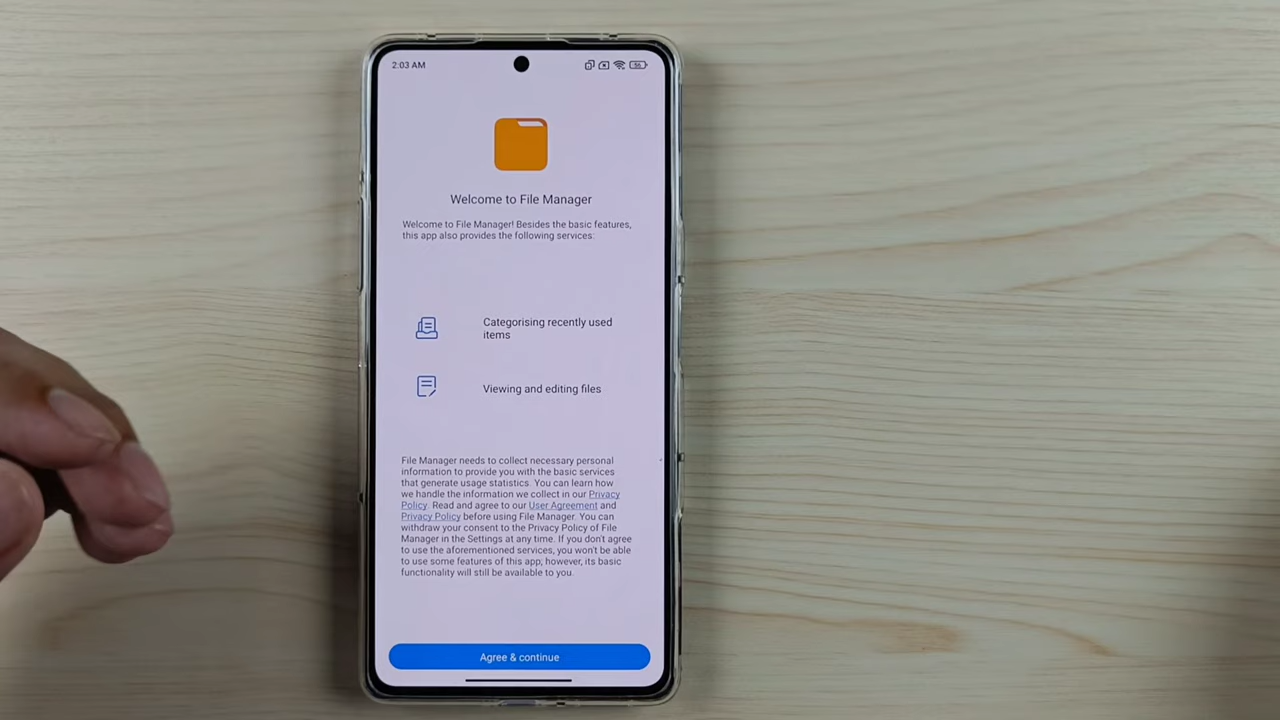 2:03 AM
56
Welcome to File Manager
Welcome to File Manager! Besides the basic features,
this app also provides the following services:
Categorising recently used
items
Viewing and editing files
File Manager needs to collect necessary personal
information to provide you with the basic services
that generate usage statistics. You can learn how
we handle the information we collect in our Privacy
Policy. Read and agree to our User Agreement and
Privacy Policy before using File Manager. You can
withdraw your consent to the Privacy Policy of File
Manager in the Settings at any time. If you don't agree
to use the aforementioned services, you won't be able
to use some features of this app; however, its basic
functionality will still be available to you.
Agree & continue